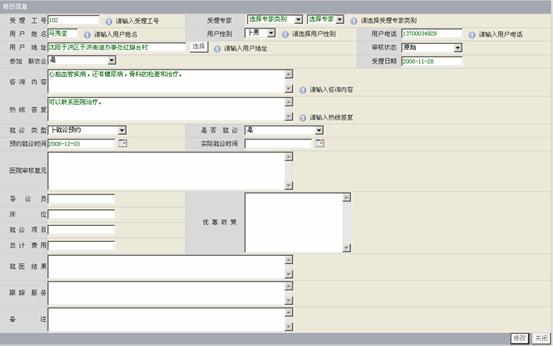 修改信息
受 理 工 号 102 请输入受理工号 受理专家 选择专家类别 选择专家 请选择受理专家类别
用 户 姓 名 马秀室 请输入用户姓名 用户性别 卜男 请选择用户性别 用户电话 13700034928 请输入用户电话
用 户 地 址 沈阳于洪区于洪街道办事处红旗台村 选择 请输入用户地址 审核状态 原始
参加 新农合 是 受理日期 2008-11-28
咨 询 内 容 心脑血管疾病，还有糖尿病，骨科的检查和治疗。 请输入咨询内容
热 线 答 复 可以联系医院治疗。 请输入热线答复
就 诊 类 型 卜就诊预约 是 否 就诊 是
预约就诊时间 2008-12-03 实际就诊时间
医院审核意见
导 诊 员
床 位
就 诊 项 目
总 计 费 用
优 惠 政 策
就 医 结 果
跟 踪 服 务
备 注
修改 关闭